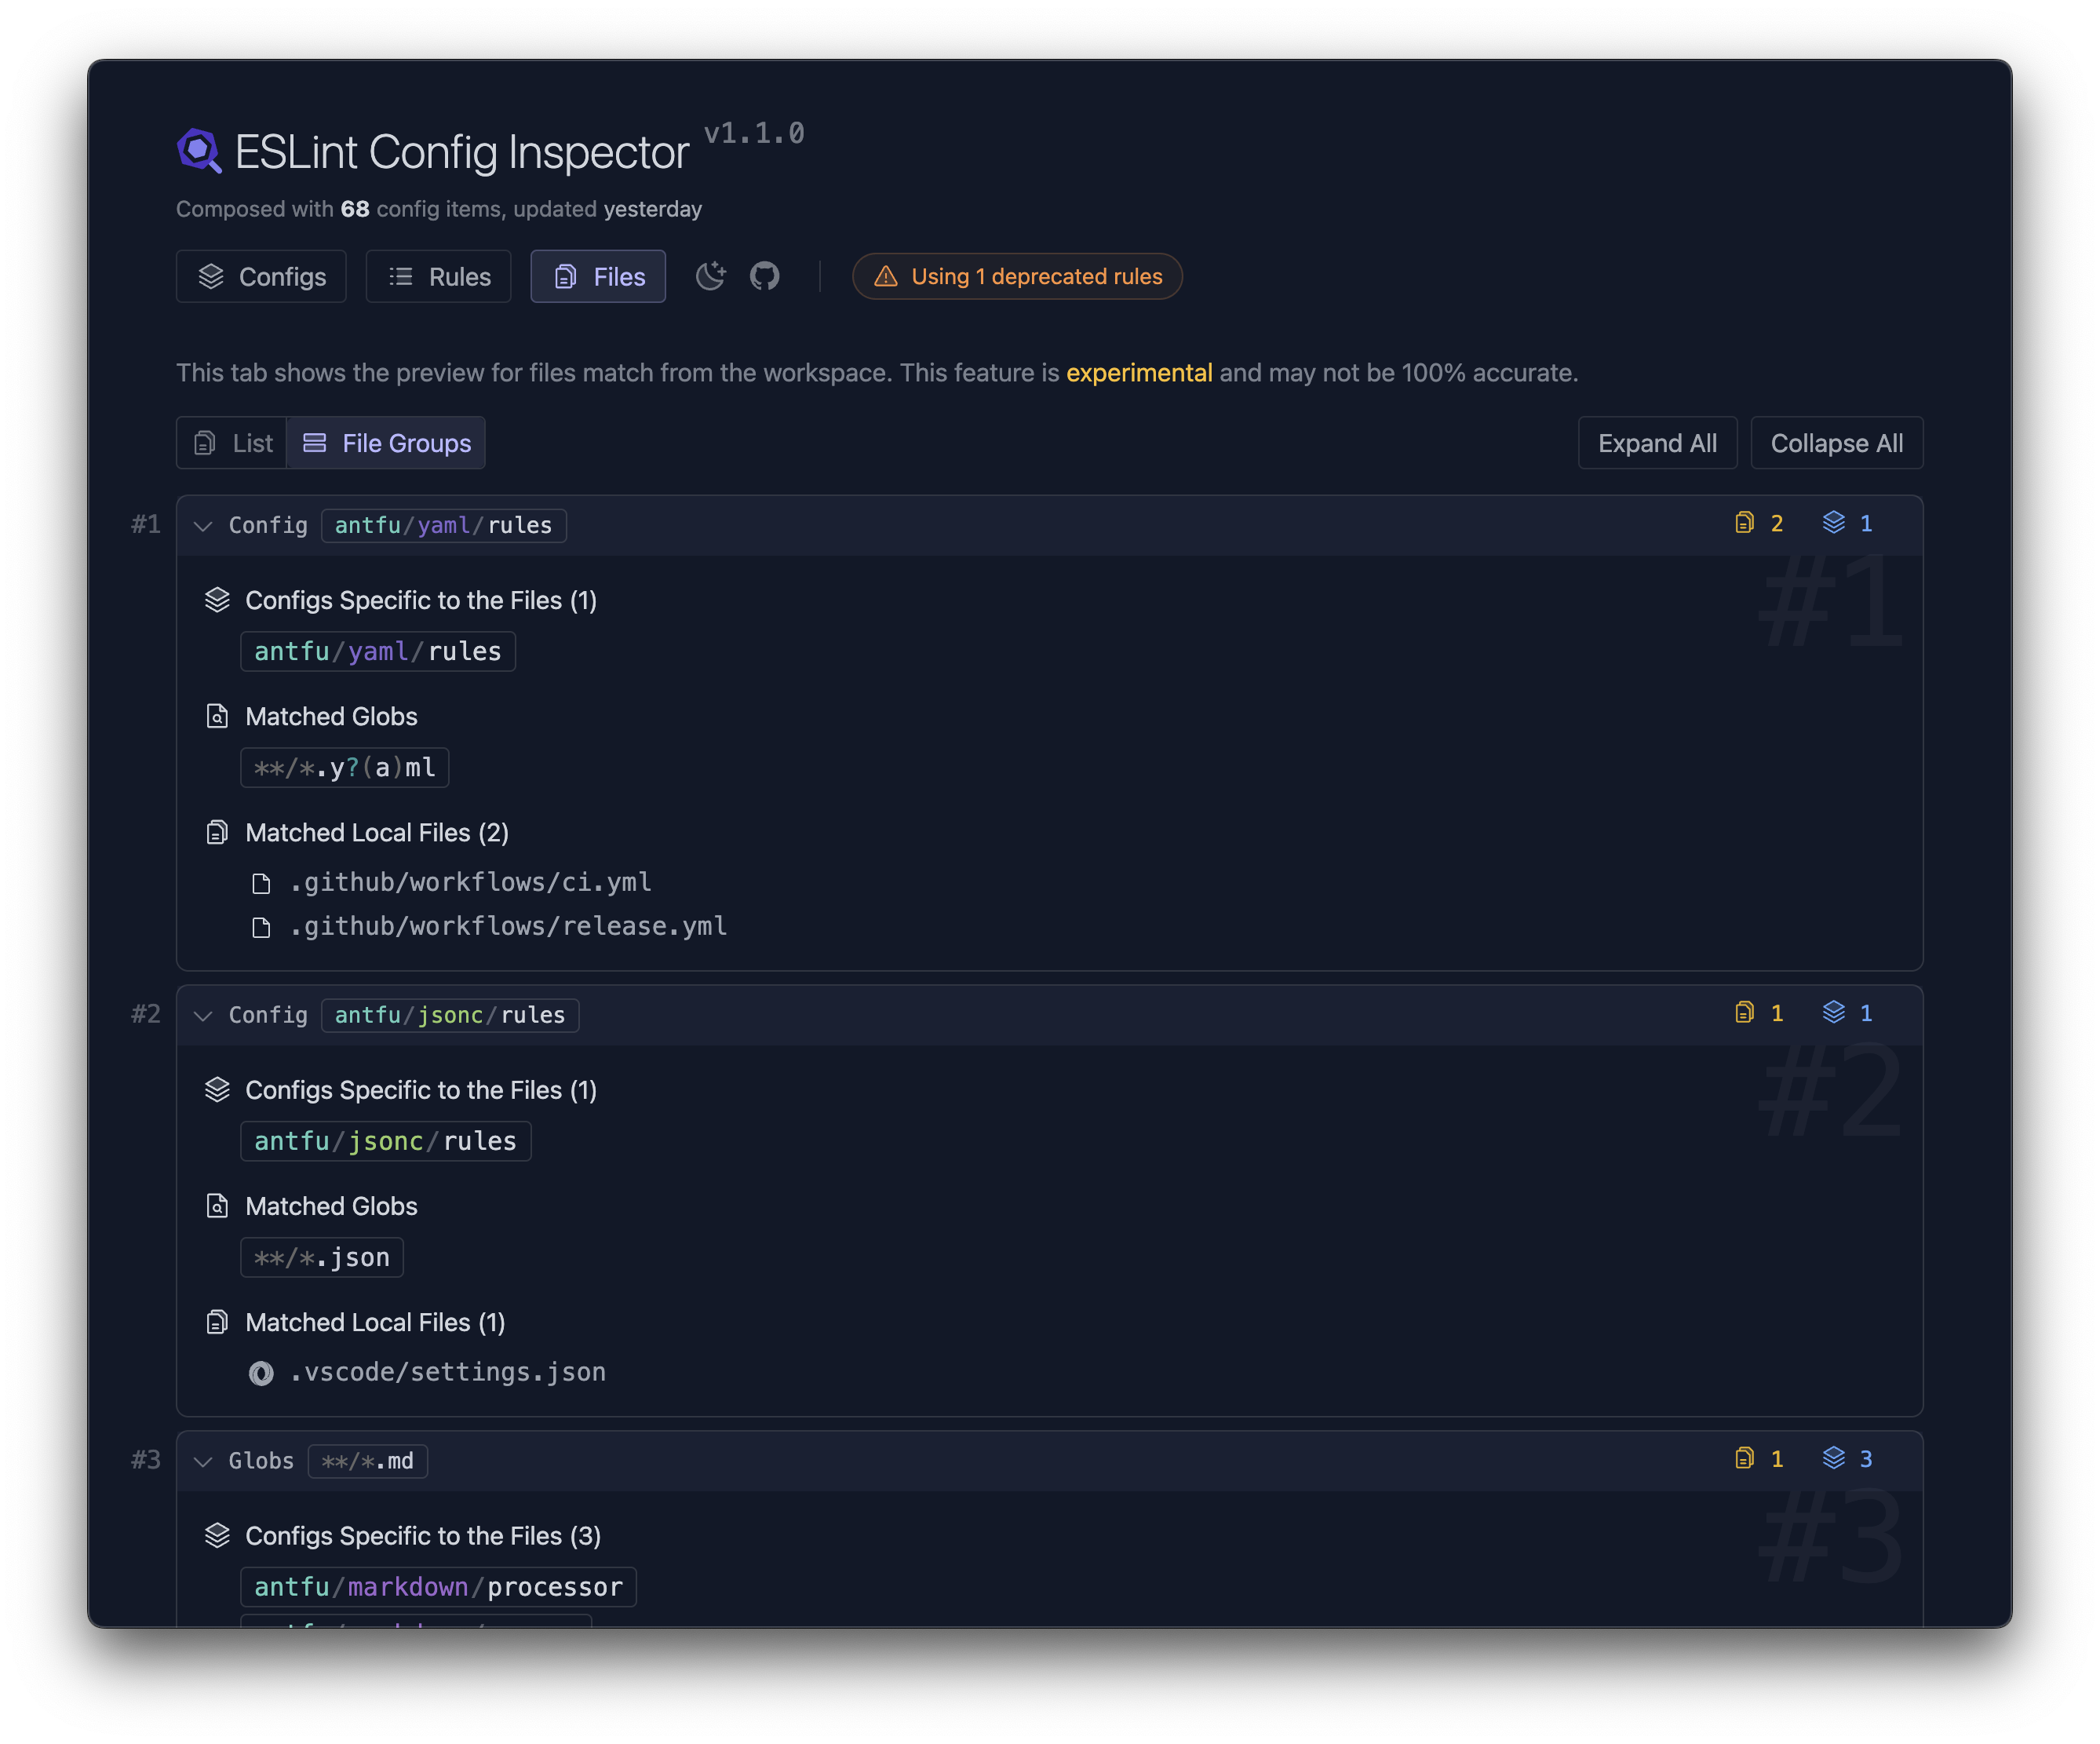 ESLint Config Inspector v1.1.0
Composed with 68 config items, updated yesterday
Configs Rules Files Using 1 deprecated rules
This tab shows the preview for files match from the workspace. This feature is experimental and may not be 100% accurate.
List File Groups Expand All Collapse All
#1 Config antfu/yaml/rules 2 1
#1
Configs Specific to the Files (1)
antfu/yaml/rules
Matched Globs
**/*.y?(a)ml
Matched Local Files (2)
.github/workflows/ci.yml
.github/workflows/release.yml
#2 Config antfu/jsonc/rules 1 1
#2
Configs Specific to the Files (1)
antfu/jsonc/rules
Matched Globs
**/*.json
Matched Local Files (1)
.vscode/settings.json
#3 Globs **/*.md 1 3
#3
Configs Specific to the Files (3)
antfu/markdown/processor